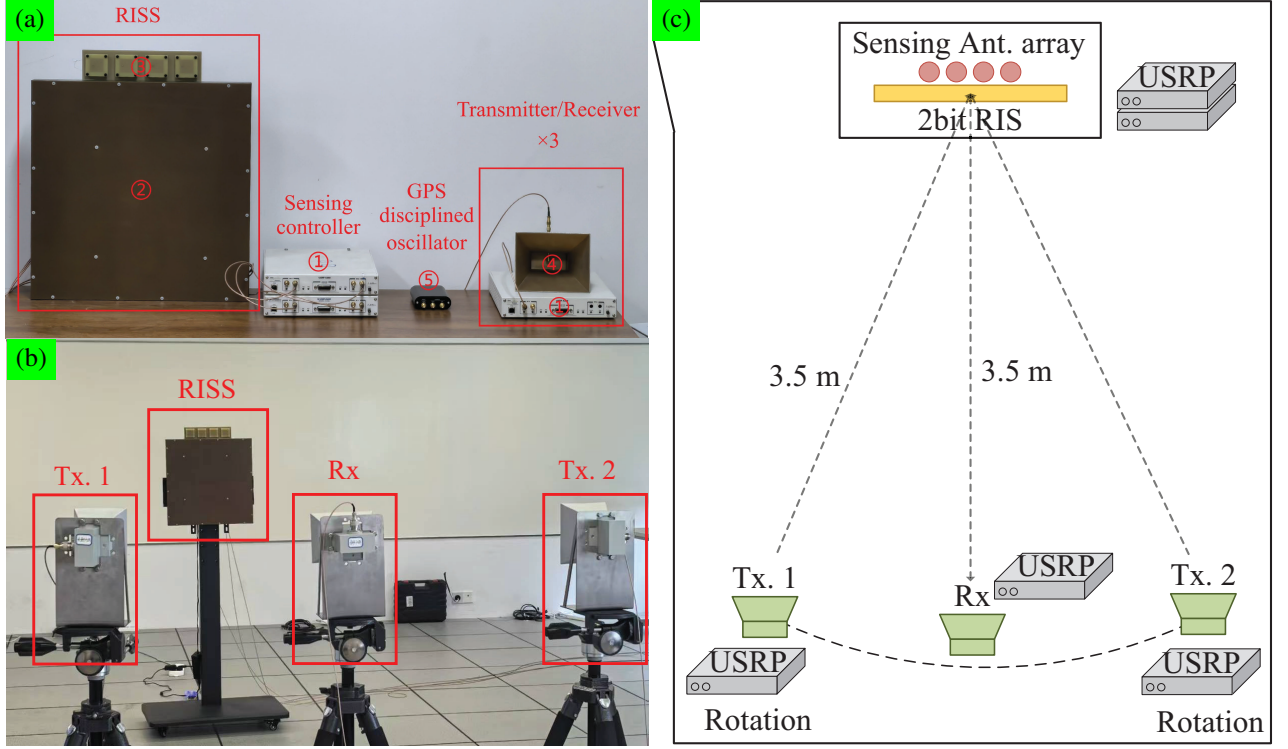 (a)
RISS
③
②
Sensing
controller
①
GPS
disciplined
oscillator
⑤
Transmitter/Receiver
×3
④
①
(b)
RISS
Tx. 1
Rx
Tx. 2
(c)
Sensing Ant. array
2bit RIS
USRP
3.5 m
3.5 m
Tx. 1
Rx
USRP
Tx. 2
USRP
USRP
Rotation
Rotation